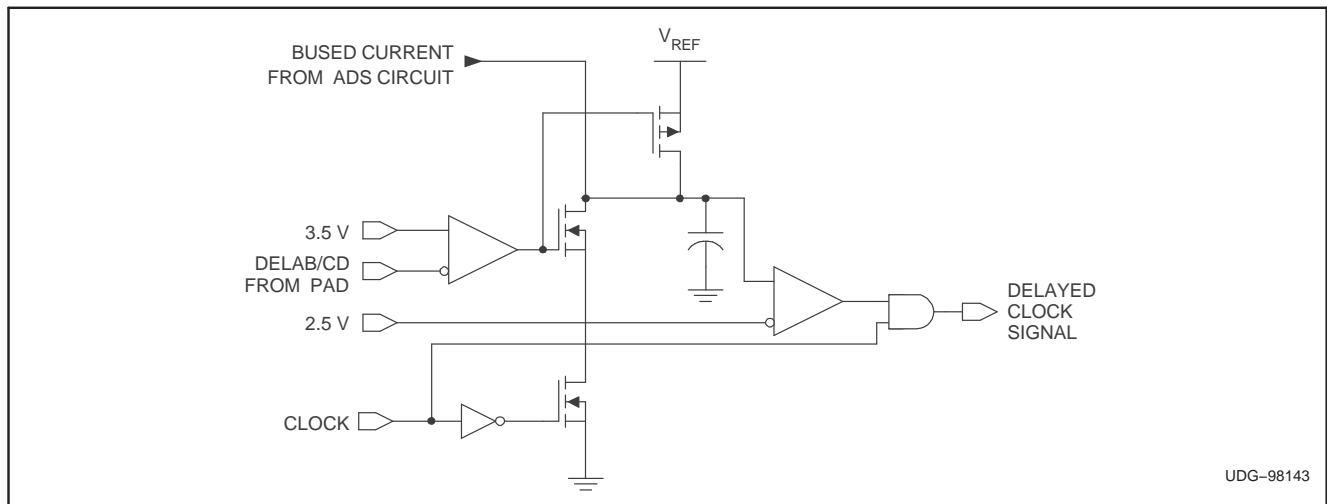 BUSED CURRENT
FROM ADS CIRCUIT
VREF
3.5 V
DELAB/CD
FROM PAD
2.5 V
DELAYED
CLOCK
SIGNAL
CLOCK
UDG−98143